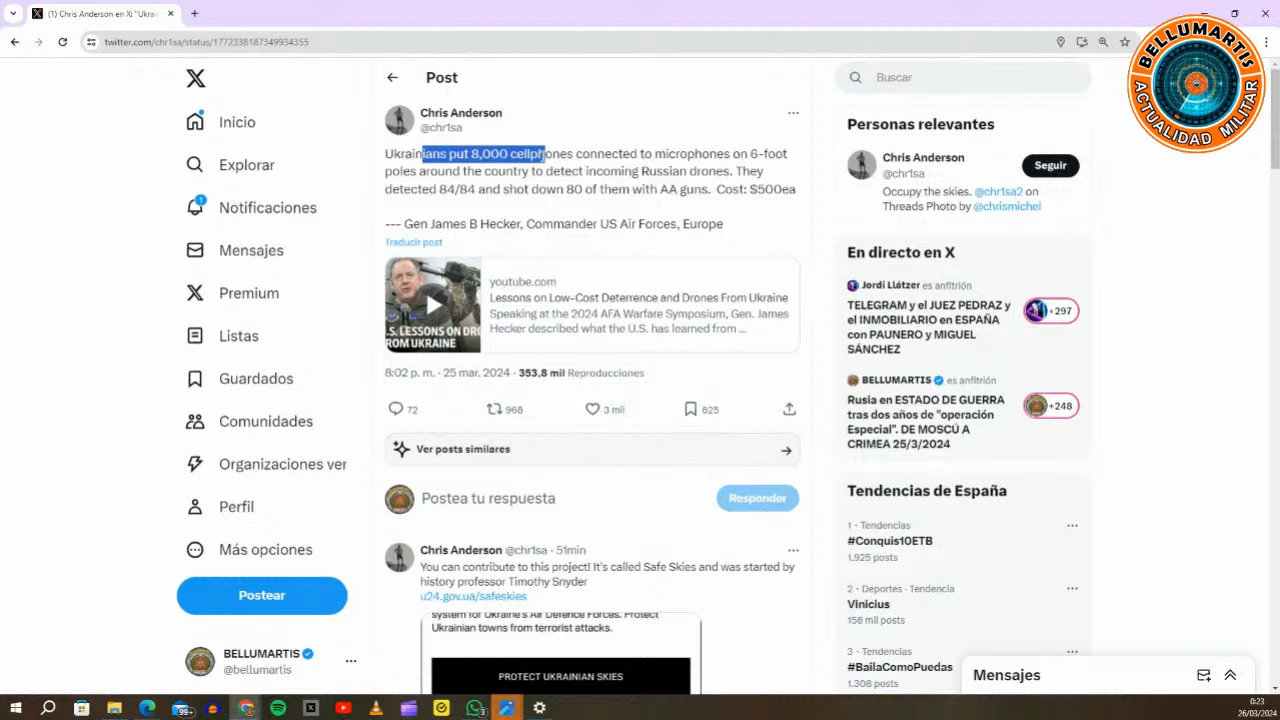 (1) Chris Anderson en X: "Ukrai
twitter.com/chr1sa/status/1772338187349934355
BELLUMARTIS
ACTUALIDAD MILITAR
Inicio
Explorar
1
Notificaciones
Mensajes
Premium
Listas
Guardados
Comunidades
Organizaciones ver
Perfil
Más opciones
Postear
BELLUMARTIS
@bellumartis
Post
Chris Anderson
@chr1sa
Ukrainians put 8,000 cellphones connected to microphones on 6-foot
poles around the country to detect incoming Russian drones. They
detected 84/84 and shot down 80 of them with AA guns. Cost: $500ea
--- Gen James B Hecker, Commander US Air Forces, Europe
Traducir post
U.S. LESSONS ON DRO
FROM UKRAINE
youtube.com
Lessons on Low-Cost Deterrence and Drones From Ukraine
Speaking at the 2024 AFA Warfare Symposium, Gen. James
Hecker described what the U.S. has learned from ...
8:02 p. m. · 25 mar. 2024 · 353,8 mil Reproducciones
72 968 3 mil 625
Ver posts similares
Postea tu respuesta
Responder
Chris Anderson @chr1sa · 51min
You can contribute to this project! It's called Safe Skies and was started by
history professor Timothy Snyder
u24.gov.ua/safeskies
system for Ukraine's Air Defence Forces. Protect
Ukrainian towns from terrorist attacks.
PROTECT UKRAINIAN SKIES
Buscar
Personas relevantes
Chris Anderson
@chr1sa
Seguir
Occupy the skies. @chr1sa2 on
Threads Photo by @chrismichel
En directo en X
Jordi Llátzer es anfitrión
TELEGRAM y el JUEZ PEDRAZ y
el INMOBILIARIO en ESPAÑA
con PAUNERO y MIGUEL
SÁNCHEZ
+297
BELLUMARTIS es anfitrión
Rusia en ESTADO DE GUERRA
tras dos años de "operación
Especial". DE MOSCÚ A
CRIMEA 25/3/2024
+248
Tendencias de España
1 · Tendencias
#Conquis10ETB
1.925 posts
2 · Deportes · Tendencia
Vinicius
156 mil posts
3 · Tendencias
#BailaComoPuedas
1.308 posts
Mensajes
99+
3
0:23
26/03/2024